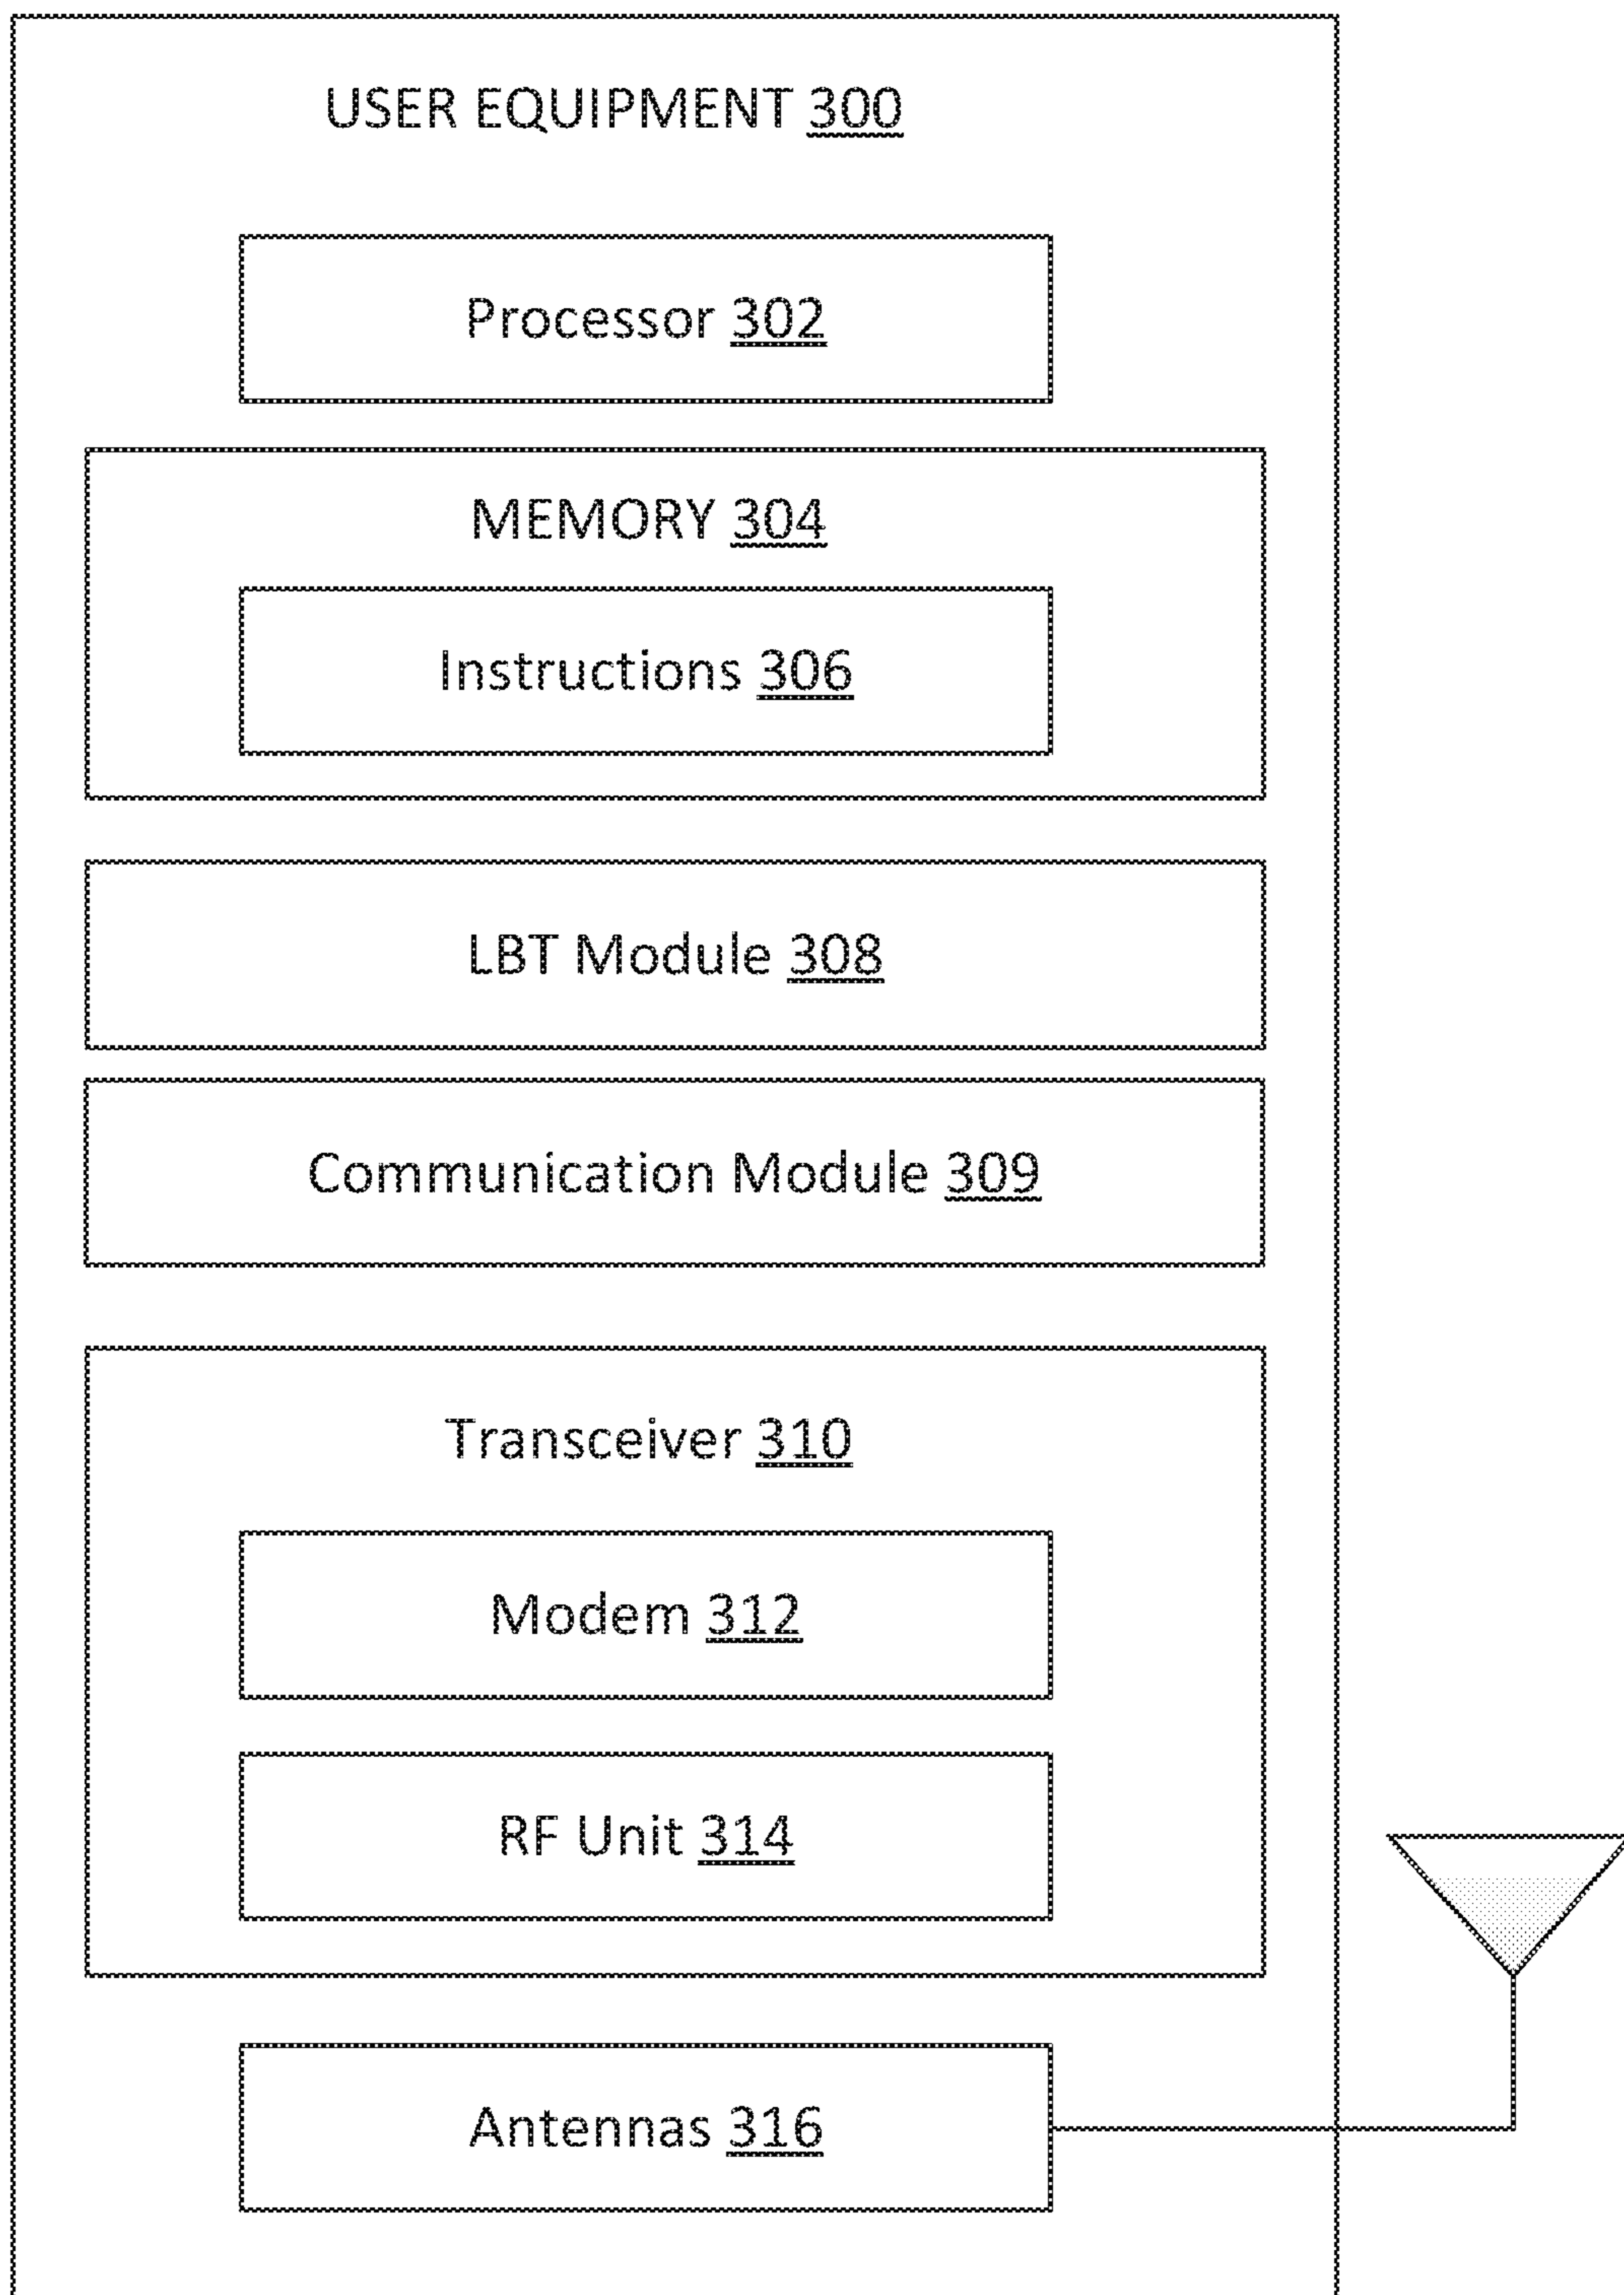 USER EQUIPMENT 300
Processor 302
MEMORY 304
Instructions 306
LBT Module 308
Communication Module 309
Transceiver 310
Modem 312
RF Unit 314
Antennas 316